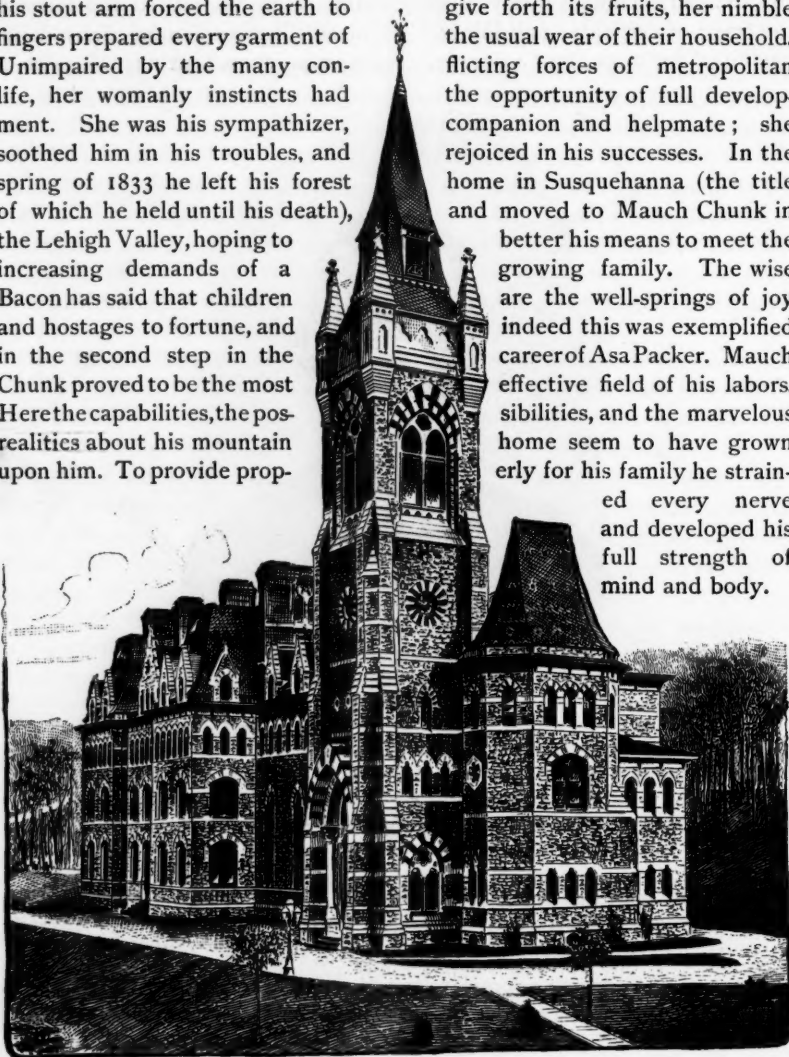 his stout arm forced the earth to give forth its fruits, her nimble
fingers prepared every garment of the usual wear of their household.
Unimpaired by the many con- flicting forces of metropolitan
life, her womanly instincts had the opportunity of full develop-
ment. She was his sympathizer, companion and helpmate; she
soothed him in his troubles, and rejoiced in his successes. In the
spring of 1833 he left his forest home in Susquehanna (the title
of which he held until his death), and moved to Mauch Chunk in
the Lehigh Valley, hoping to better his means to meet the
increasing demands of a growing family. The wise
Bacon has said that children are the well-springs of joy
and hostages to fortune, and indeed this was exemplified
in the second step in the career of Asa Packer. Mauch
Chunk proved to be the most effective field of his labors.
Here the capabilities, the pos- sibilities, and the marvelous
realitics about his mountain home seem to have grown
upon him. To provide prop- erly for his family he strain-
ed every nerve
and developed his
full strength of
mind and body.